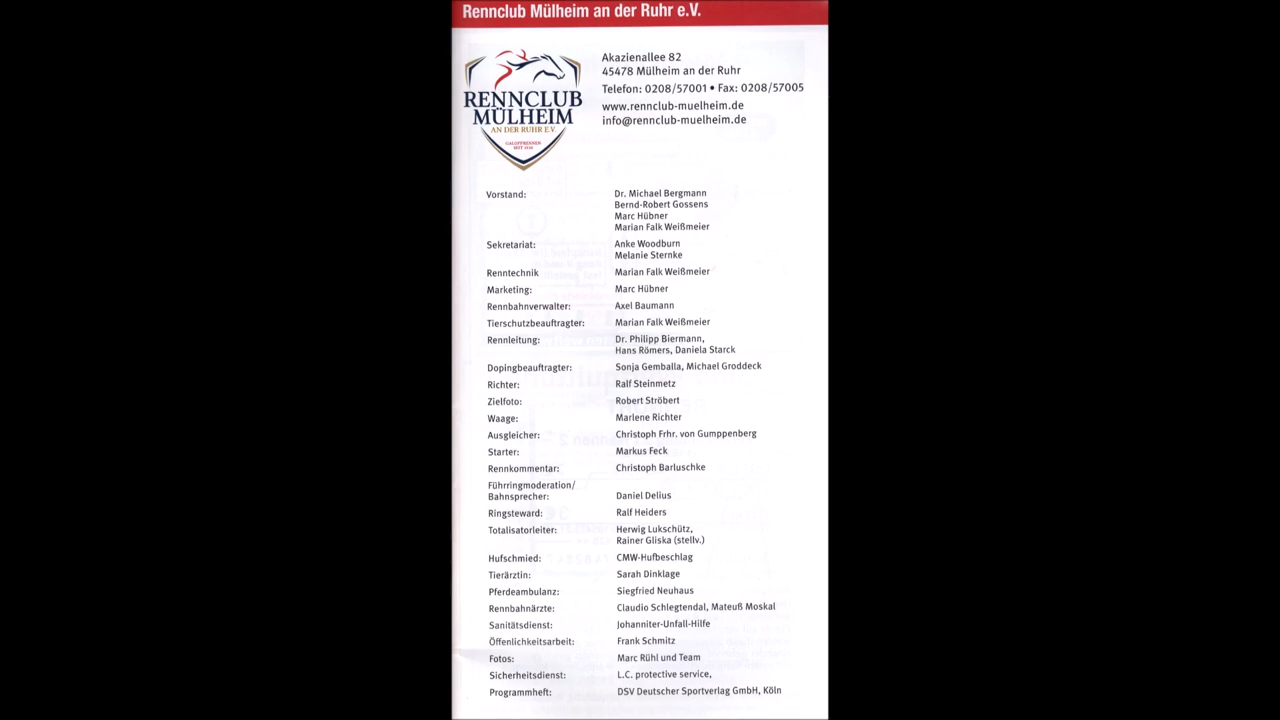 Rennclub Mülheim an der Ruhr e.V.
RENNCLUB
MÜLHEIM
AN DER RUHR E.V.
GALOPPRENNEN
Akazienallee 82
45478 Mülheim an der Ruhr
Telefon: 0208/57001 • Fax: 0208/57005
www.rennclub-muelheim.de
info@rennclub-muelheim.de
Vorstand: Dr. Michael Bergmann
Bernd-Robert Gossens
Marc Hübner
Marian Falk Weißmeier
Sekretariat: Anke Woodburn
Melanie Sternke
Renntechnik Marian Falk Weißmeier
Marketing: Marc Hübner
Rennbahnverwalter: Axel Baumann
Tierschutzbeauftragter: Marian Falk Weißmeier
Rennleitung: Dr. Philipp Biermann,
Hans Römers, Daniela Starck
Dopingbeauftragter: Sonja Gemballa, Michael Groddeck
Richter: Ralf Steinmetz
Zielfoto: Robert Ströbert
Waage: Marlene Richter
Ausgleicher: Christoph Frhr. von Gumppenberg
Starter: Markus Feck
Rennkommentar: Christoph Barluschke
Führringmoderation/
Bahnsprecher: Daniel Delius
Ringsteward: Ralf Heiders
Totalisatorleiter: Herwig Lukschütz,
Rainer Gliska (stellv.)
Hufschmied: CMW-Hufbeschlag
Tierärztin: Sarah Dinklage
Pferdeambulanz: Siegfried Neuhaus
Rennbahnärzte: Claudio Schlegtendal, Mateuß Moskal
Sanitätsdienst: Johanniter-Unfall-Hilfe
Öffenlichkeitsarbeit: Frank Schmitz
Fotos: Marc Rühl und Team
Sicherheitsdienst: L.C. protective service,
Programmheft: DSV Deutscher Sportverlag GmbH, Köln